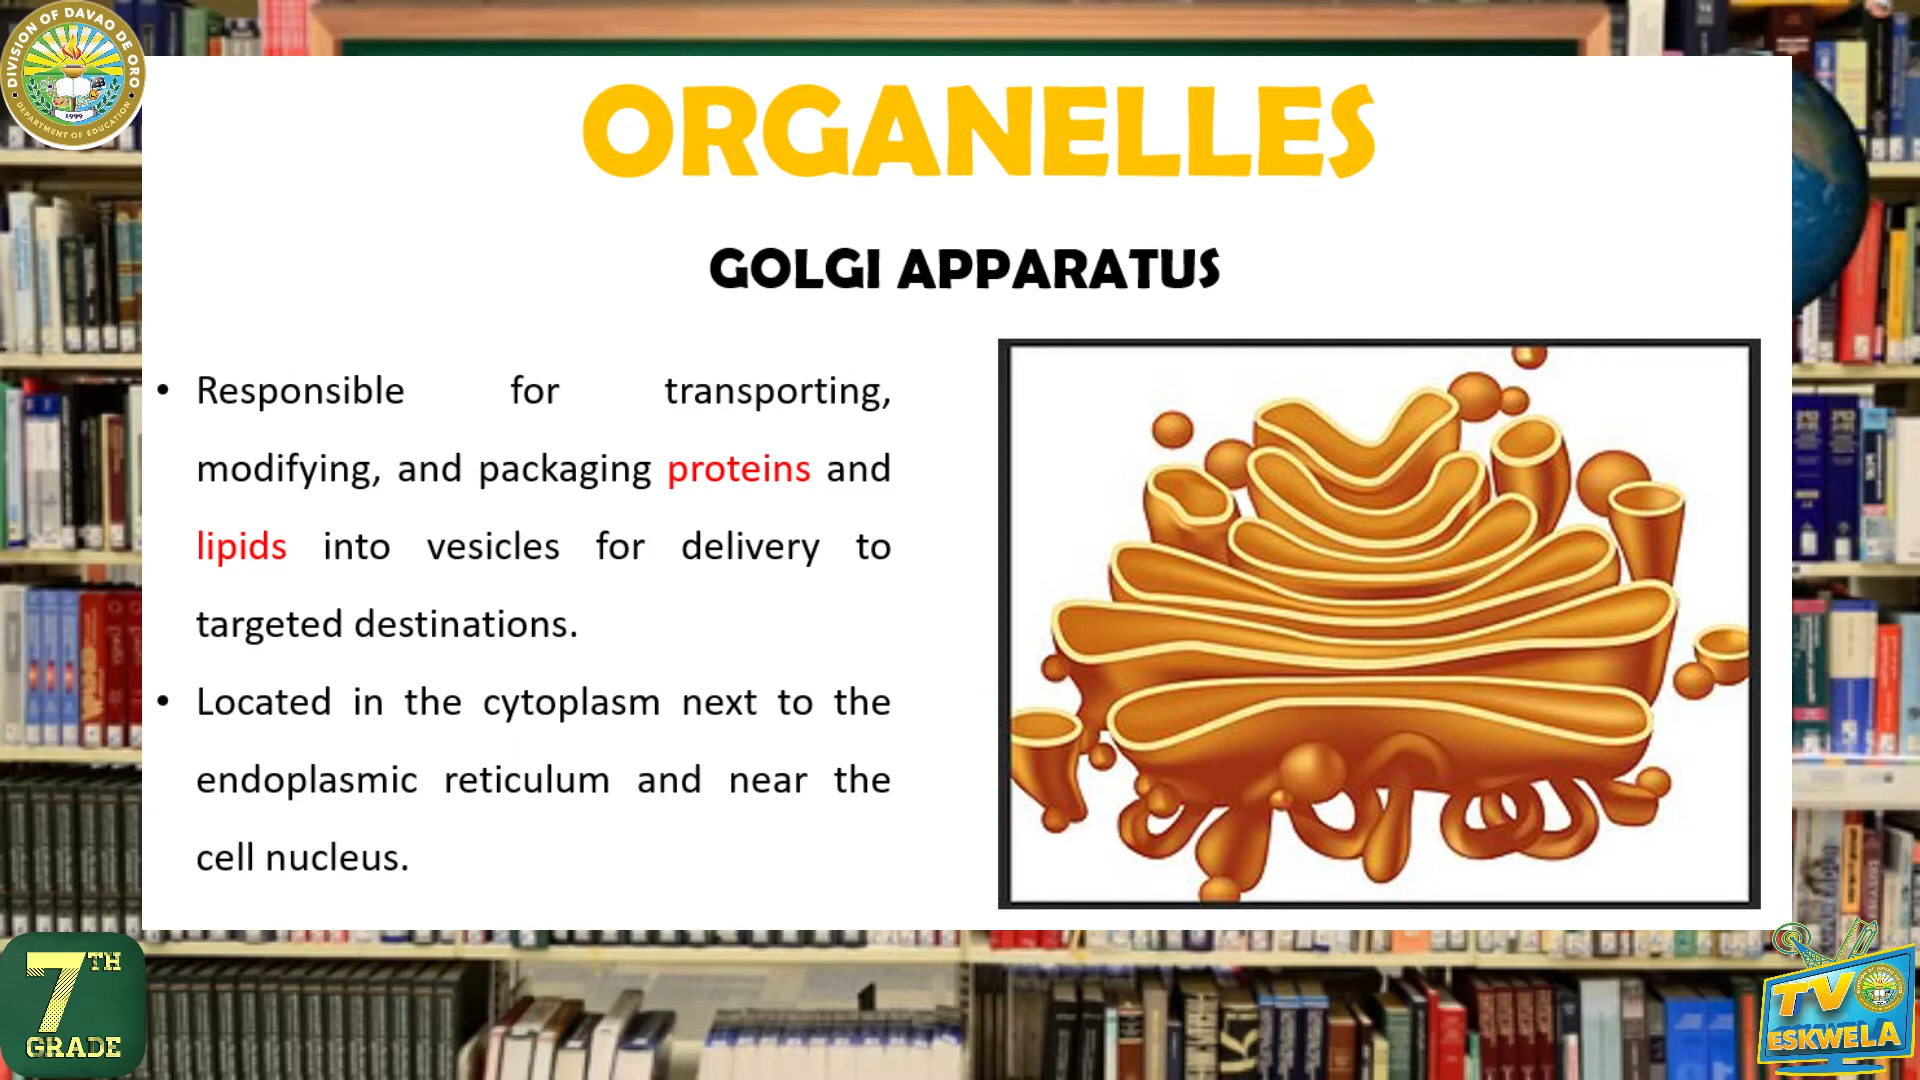 DIVISION OF DAVAO DE ORO
1999
DEPARTMENT OF EDUCATION
ORGANELLES
GOLGI APPARATUS
• Responsible for transporting,
modifying, and packaging proteins and
lipids into vesicles for delivery to
targeted destinations.
• Located in the cytoplasm next to the
endoplasmic reticulum and near the
cell nucleus.
7TH
GRADE
TV
ESKWELA